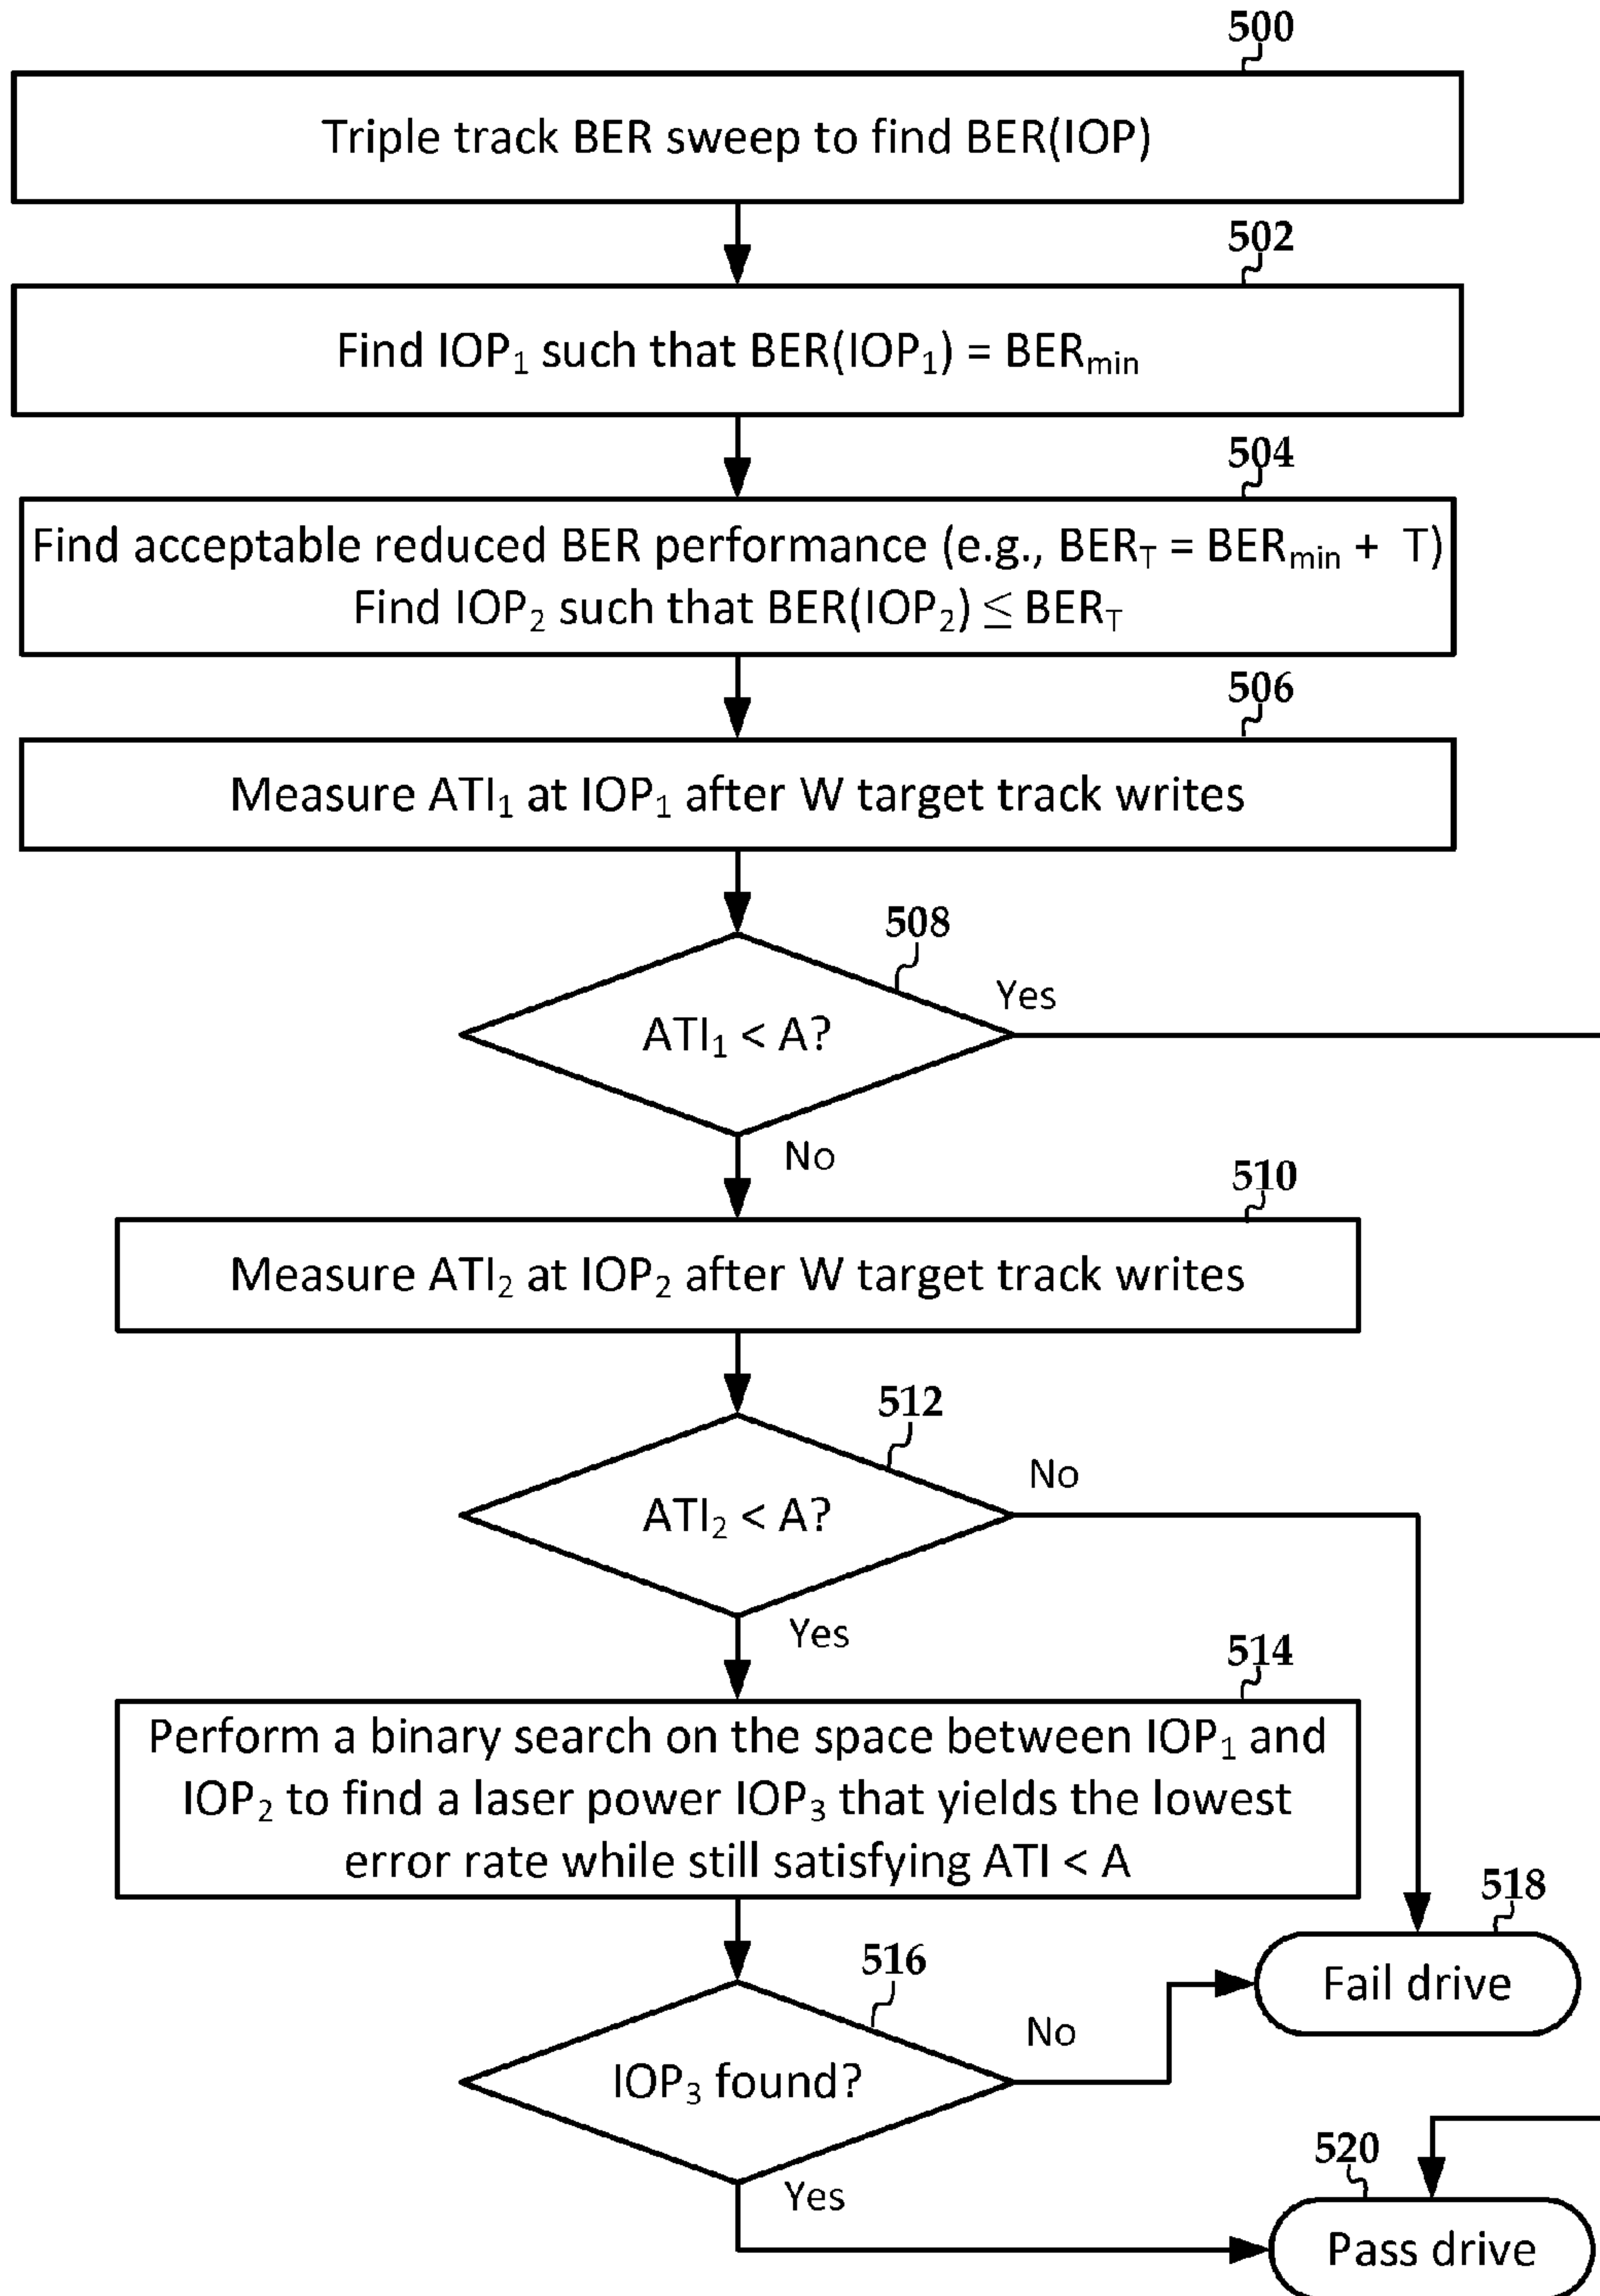 500
Triple track BER sweep to find BER(IOP)
502
Find IOP₁ such that BER(IOP₁) = BERₘᵢₙ
504
Find acceptable reduced BER performance (e.g., BER_T = BERₘᵢₙ + T)
Find IOP₂ such that BER(IOP₂) ≤ BER_T
506
Measure ATI₁ at IOP₁ after W target track writes
508
ATI₁ < A?
Yes
No
510
Measure ATI₂ at IOP₂ after W target track writes
512
ATI₂ < A?
No
Yes
514
Perform a binary search on the space between IOP₁ and
IOP₂ to find a laser power IOP₃ that yields the lowest
error rate while still satisfying ATI < A
516
IOP₃ found?
No
Yes
518
Fail drive
520
Pass drive